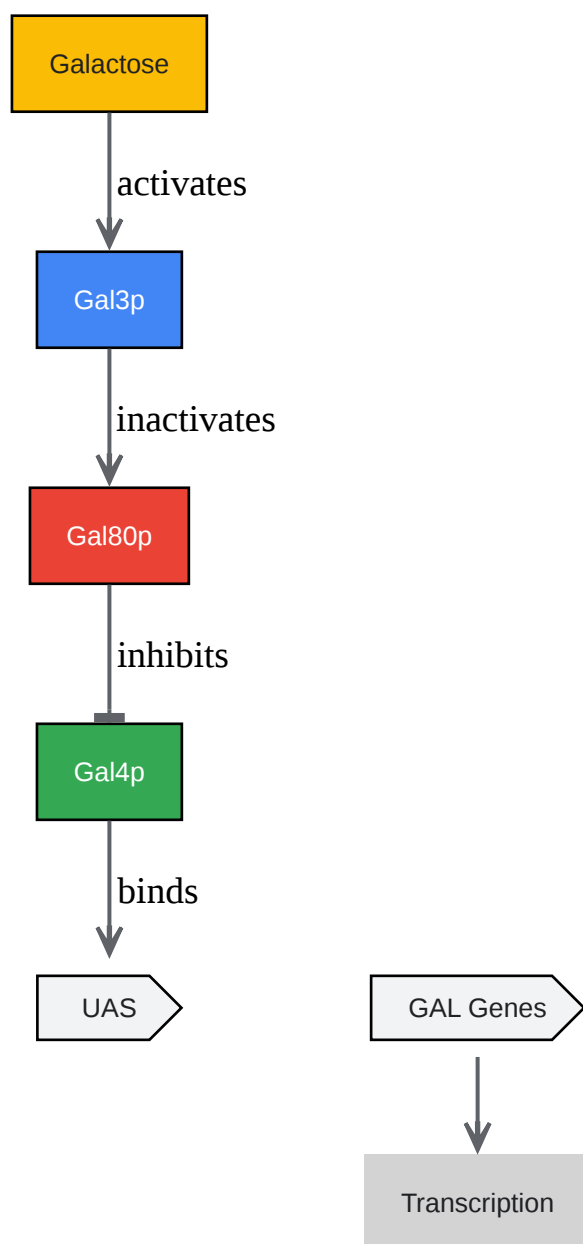 Galactose
activates
Gal3p
inactivates
Gal80p
inhibits
Gal4p
binds
UAS
GAL Genes
Transcription